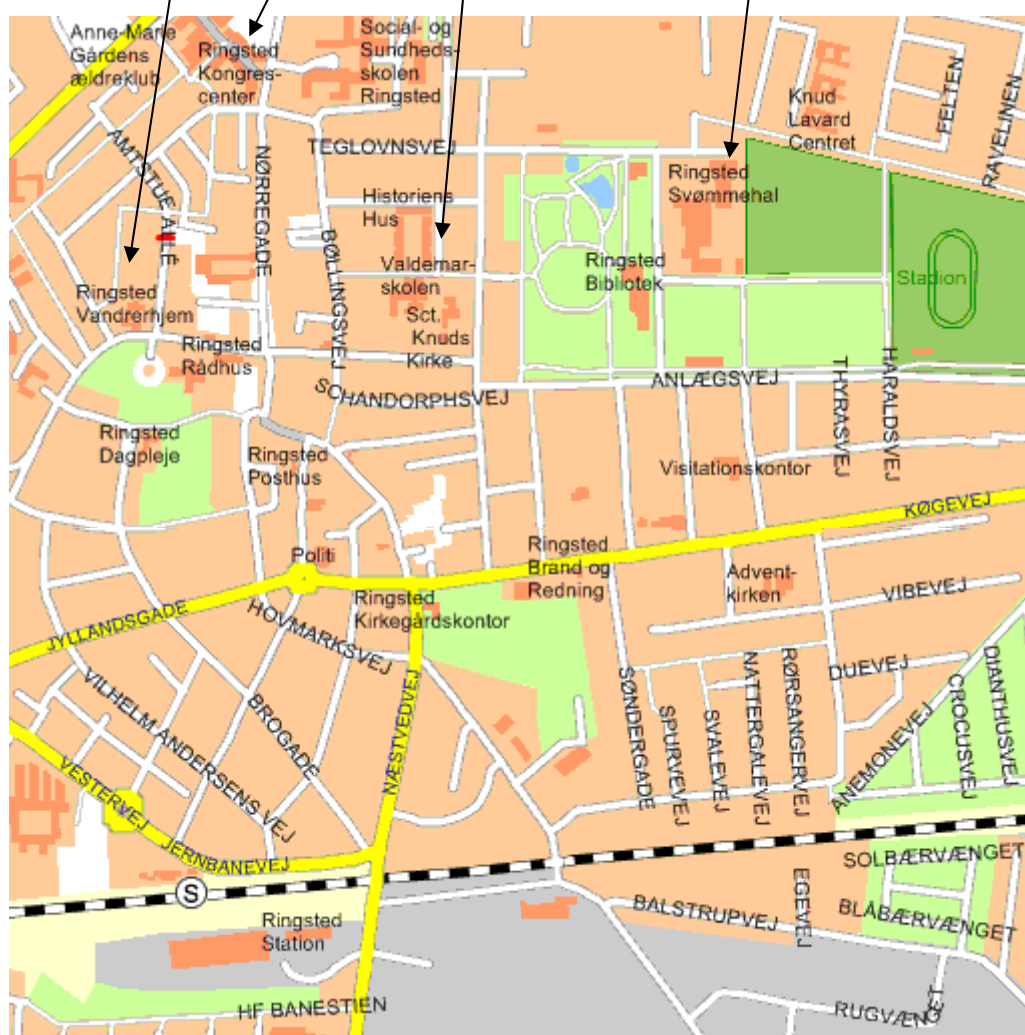 Anne-Marie
Gårdens
ældreklub
Ringsted
Kongres-
center
Social- og
Sundheds-
skolen
Ringsted
Knud
Lavard
Centret
FELTEN
RAVELINEN
AMTSTUE ALLÉ
NØRREGADE
TEGLOVNSVEJ
Historiens
Hus
Ringsted
Svømmehal
BØLLINGSVEJ
Valdemar-
skolen
Ringsted
Bibliotek
Stadion
Ringsted
Vandrerhjem
Sct.
Knuds
Kirke
Ringsted
Rådhus
SCHANDORPHSVEJ
ANLÆGSVEJ
THYRASVEJ
HARALDSVEJ
Ringsted
Dagpleje
Ringsted
Posthus
Visitationskontor
KØGEVEJ
Politi
Ringsted
Brand og
Redning
Advent-
kirken
VIBEVEJ
Ringsted
Kirkegårdskontor
JYLLANDSGADE
HOVMARKSVEJ
DUEVEJ
VILHELM ANDERSENS VEJ
BROGADE
NÆSTVEDVEJ
SØNDERGADE
SPURVEVEJ
SVALEVEJ
NATTERGALEVEJ
RØRSANGERVEJ
ANEMONEVEJ
CROCUSVEJ
DIANTHUSVEJ
VESTERVEJ
JERNBANEVEJ
S
SOLBÆRVÆNGET
EGEVEJ
BALSTRUPVEJ
BLÅBÆRVÆNGET
Ringsted
Station
HF BANESTIEN
RUGVÆNGET